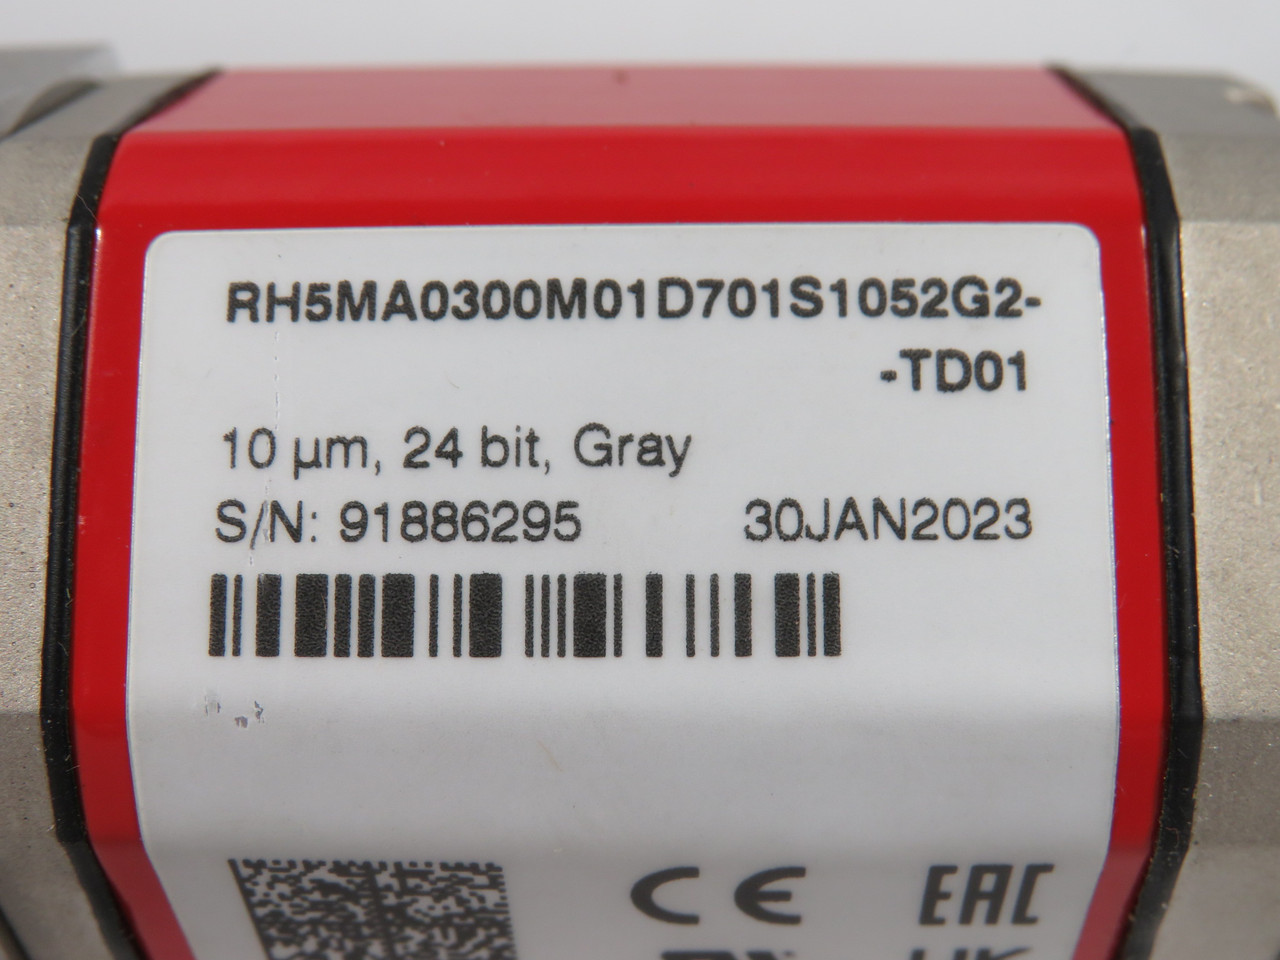 RH5MA0300M01D701S1052G2-
-TD01
10 µm, 24 bit, Gray
S/N: 91886295 30JAN2023
CE EAC